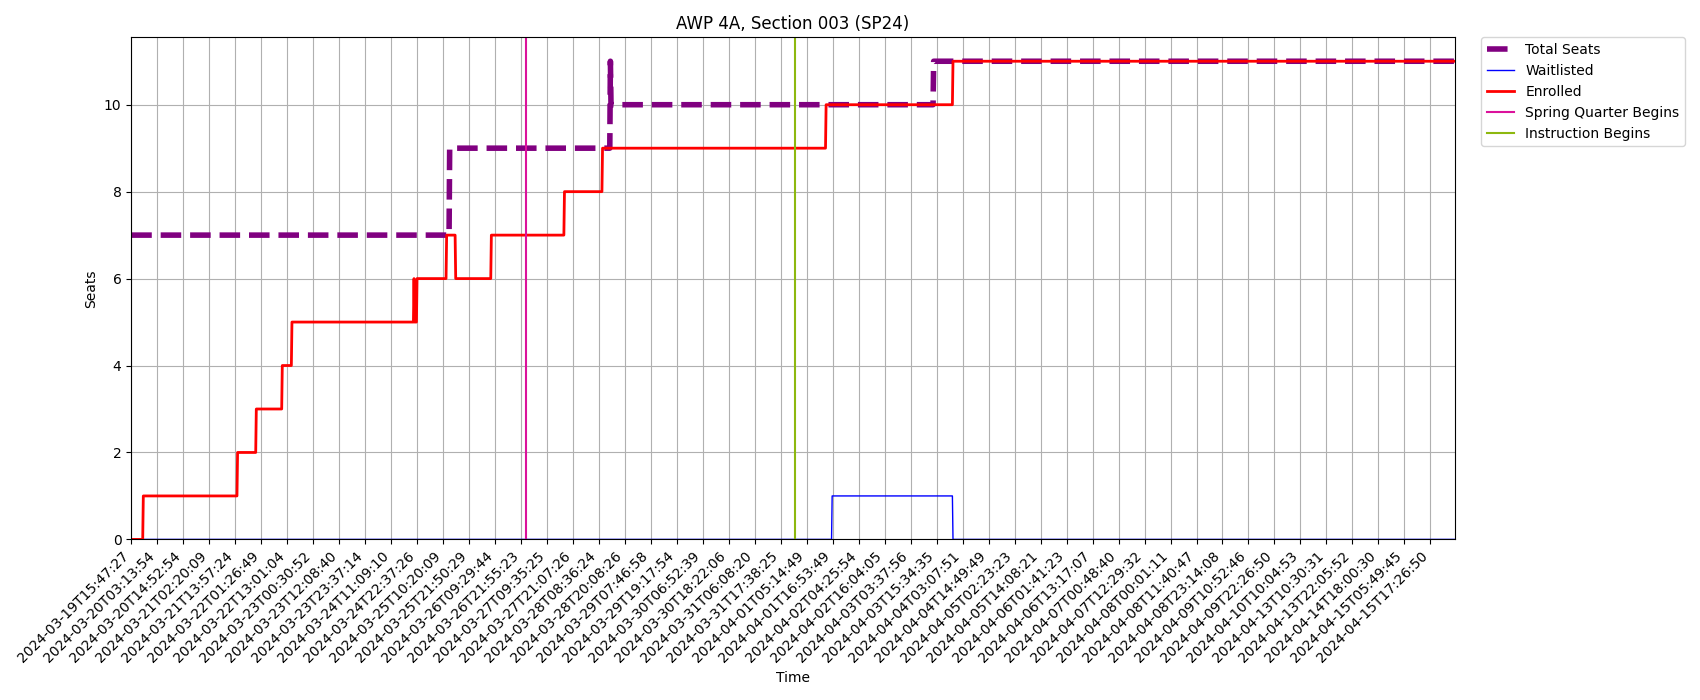 AWP 4A, Section 003 (SP24)
Total Seats
Waitlisted
Enrolled
Spring Quarter Begins
Instruction Begins
Seats
10
8
6
4
2
0
2024-03-19T15:47:27
2024-03-20T03:13:54
2024-03-20T14:52:54
2024-03-21T02:20:09
2024-03-21T13:57:24
2024-03-22T01:26:49
2024-03-22T13:01:04
2024-03-23T00:30:52
2024-03-23T12:08:40
2024-03-23T23:37:14
2024-03-24T11:09:10
2024-03-24T22:37:26
2024-03-25T10:20:09
2024-03-25T21:50:29
2024-03-26T09:29:44
2024-03-26T21:55:23
2024-03-27T09:35:25
2024-03-27T21:07:26
2024-03-28T08:36:24
2024-03-28T20:08:26
2024-03-29T07:46:58
2024-03-29T19:17:54
2024-03-30T06:52:39
2024-03-30T18:22:06
2024-03-31T06:08:20
2024-03-31T17:38:25
2024-04-01T05:14:49
2024-04-01T16:53:49
2024-04-02T04:25:54
2024-04-02T16:04:05
2024-04-03T03:37:56
2024-04-03T15:34:35
2024-04-04T03:07:51
2024-04-04T14:49:49
2024-04-05T02:23:23
2024-04-05T14:08:21
2024-04-06T01:41:23
2024-04-06T13:17:07
2024-04-07T00:48:40
2024-04-07T12:29:32
2024-04-08T00:01:11
2024-04-08T11:40:47
2024-04-08T23:14:08
2024-04-09T10:52:46
2024-04-09T22:26:50
2024-04-10T10:04:53
2024-04-13T10:30:31
2024-04-13T22:05:52
2024-04-14T18:00:30
2024-04-15T05:49:45
2024-04-15T17:26:50
Time